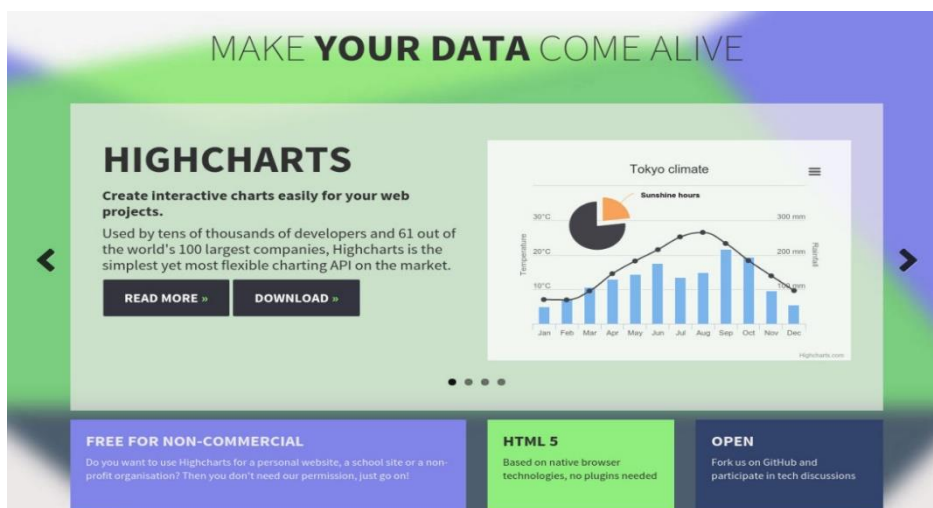 MAKE YOUR DATA COME ALIVE
HIGHCHARTS
Create interactive charts easily for your web
projects.
Used by tens of thousands of developers and 61 out of
the world's 100 largest companies, Highcharts is the
simplest yet most flexible charting API on the market.
READ MORE »
DOWNLOAD »
Tokyo climate
Sunshine hours
30°C
20°C
10°C
Temperature
300 mm
200 mm
100 mm
Rainfall
Jan Feb Mar Apr May Jun Jul Aug Sep Oct Nov Dec
Highcharts.com
FREE FOR NON-COMMERCIAL
Do you want to use Highcharts for a personal website, a school site or a non-
profit organisation? Then you don't need our permission, just go on!
HTML 5
Based on native browser
technologies, no plugins needed
OPEN
Fork us on GitHub and
participate in tech discussions